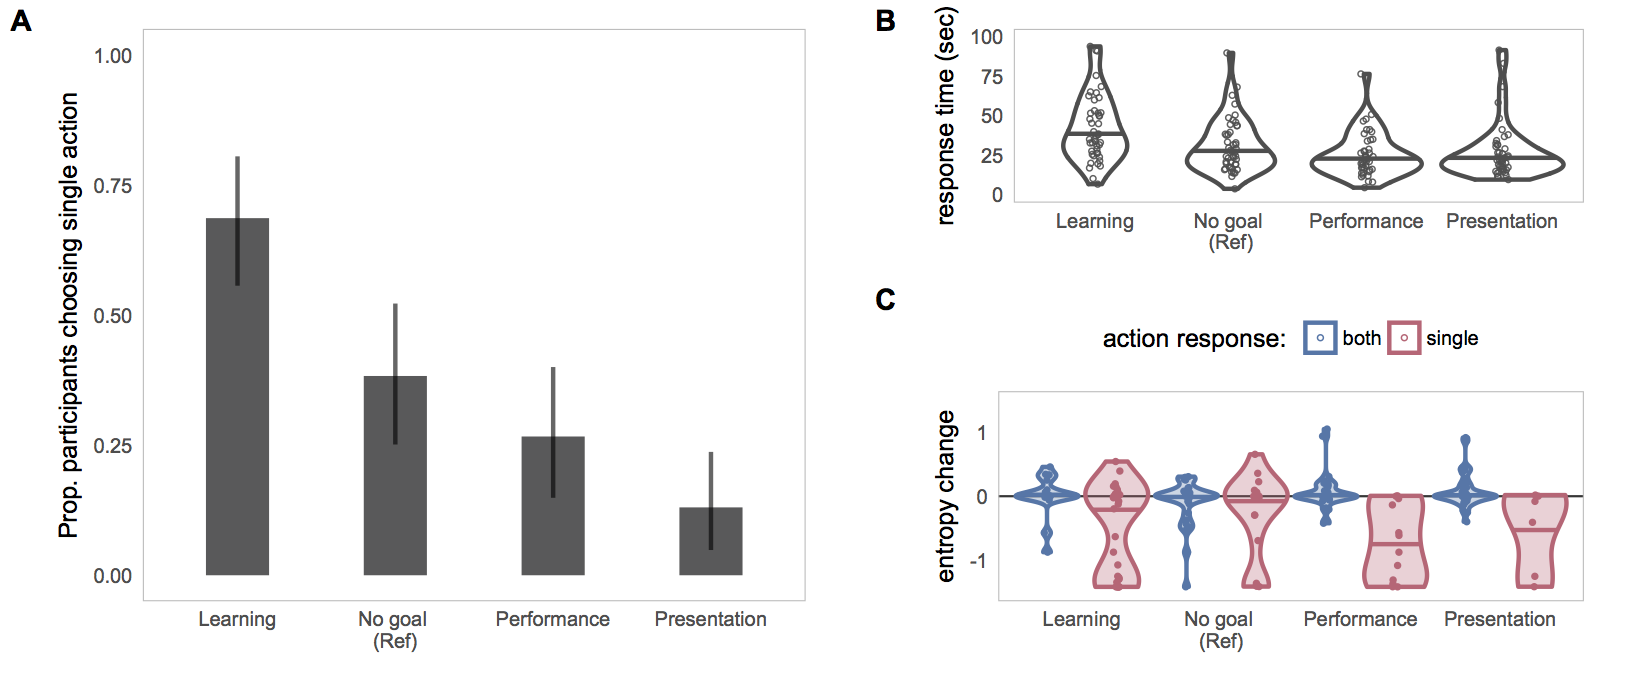 A
Prop. participants choosing single action
1.00
0.75
0.50
0.25
0.00
Learning
No goal
(Ref)
Performance
Presentation
B
response time (sec)
100
75
50
25
0
Learning
No goal
(Ref)
Performance
Presentation
C
action response: both single
entropy change
1
0
-1
Learning
No goal
(Ref)
Performance
Presentation